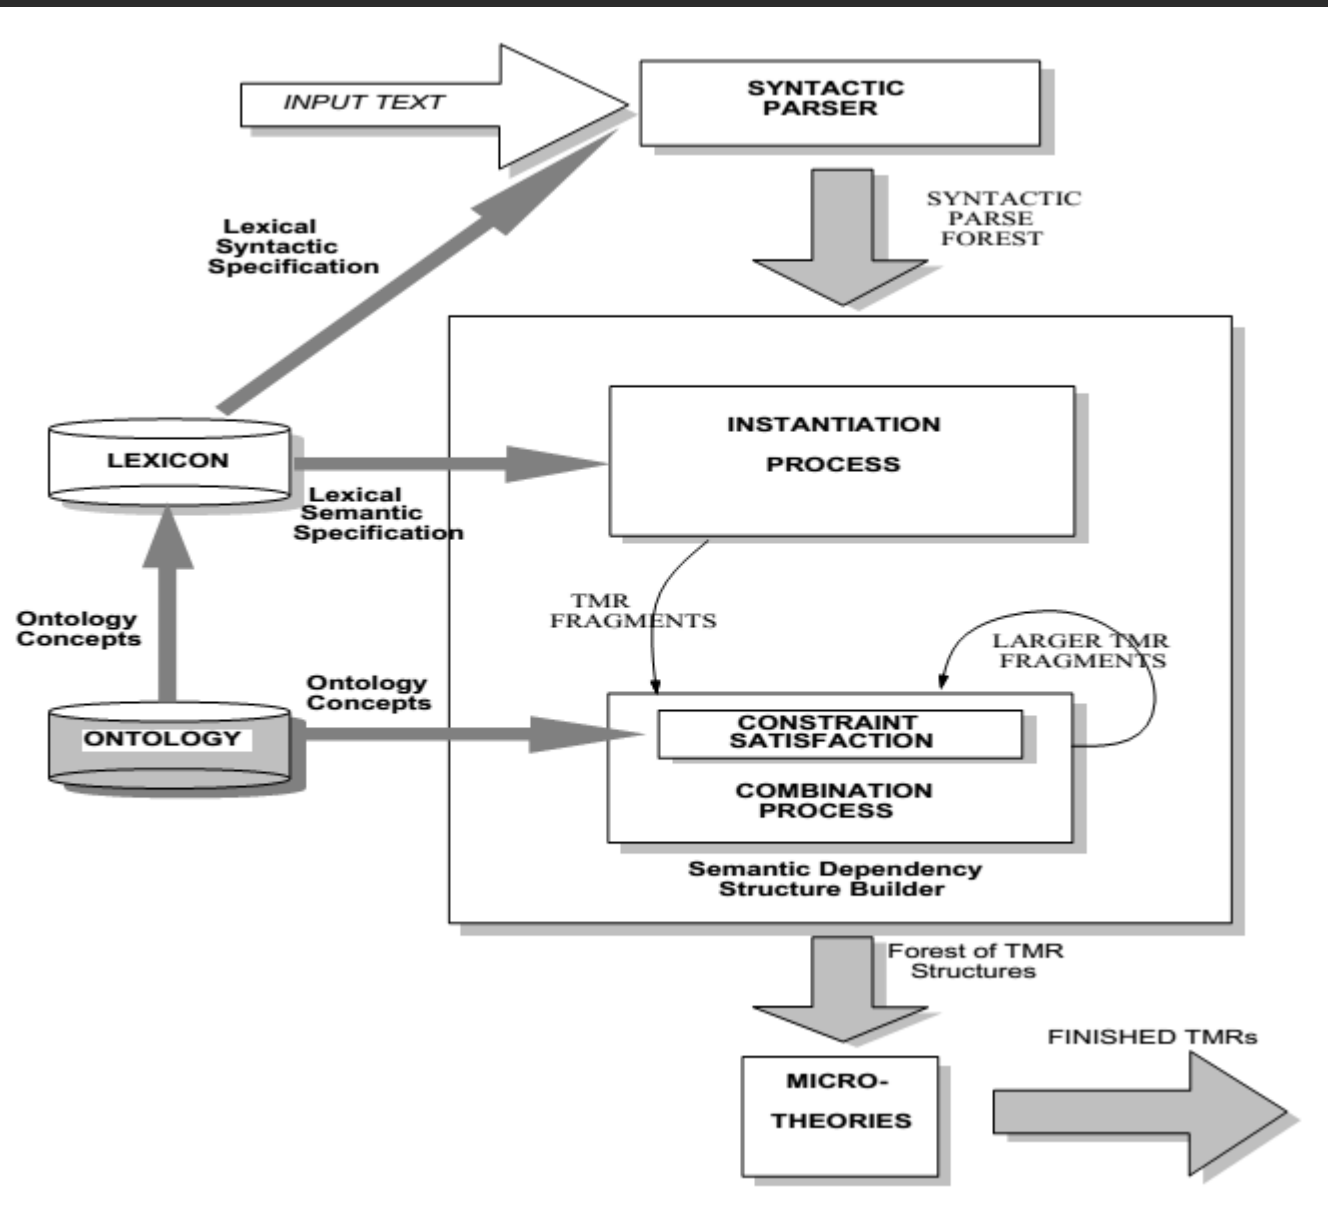 INPUT TEXT
SYNTACTIC
PARSER
SYNTACTIC
PARSE
FOREST
Lexical
Syntactic
Specification
INSTANTIATION
PROCESS
LEXICON
Lexical
Semantic
Specification
TMR
FRAGMENTS
Ontology
Concepts
LARGER TMR
FRAGMENTS
Ontology
Concepts
ONTOLOGY
CONSTRAINT
SATISFACTION
COMBINATION
PROCESS
Semantic Dependency
Structure Builder
Forest of TMR
Structures
FINISHED TMRs
MICRO-
THEORIES